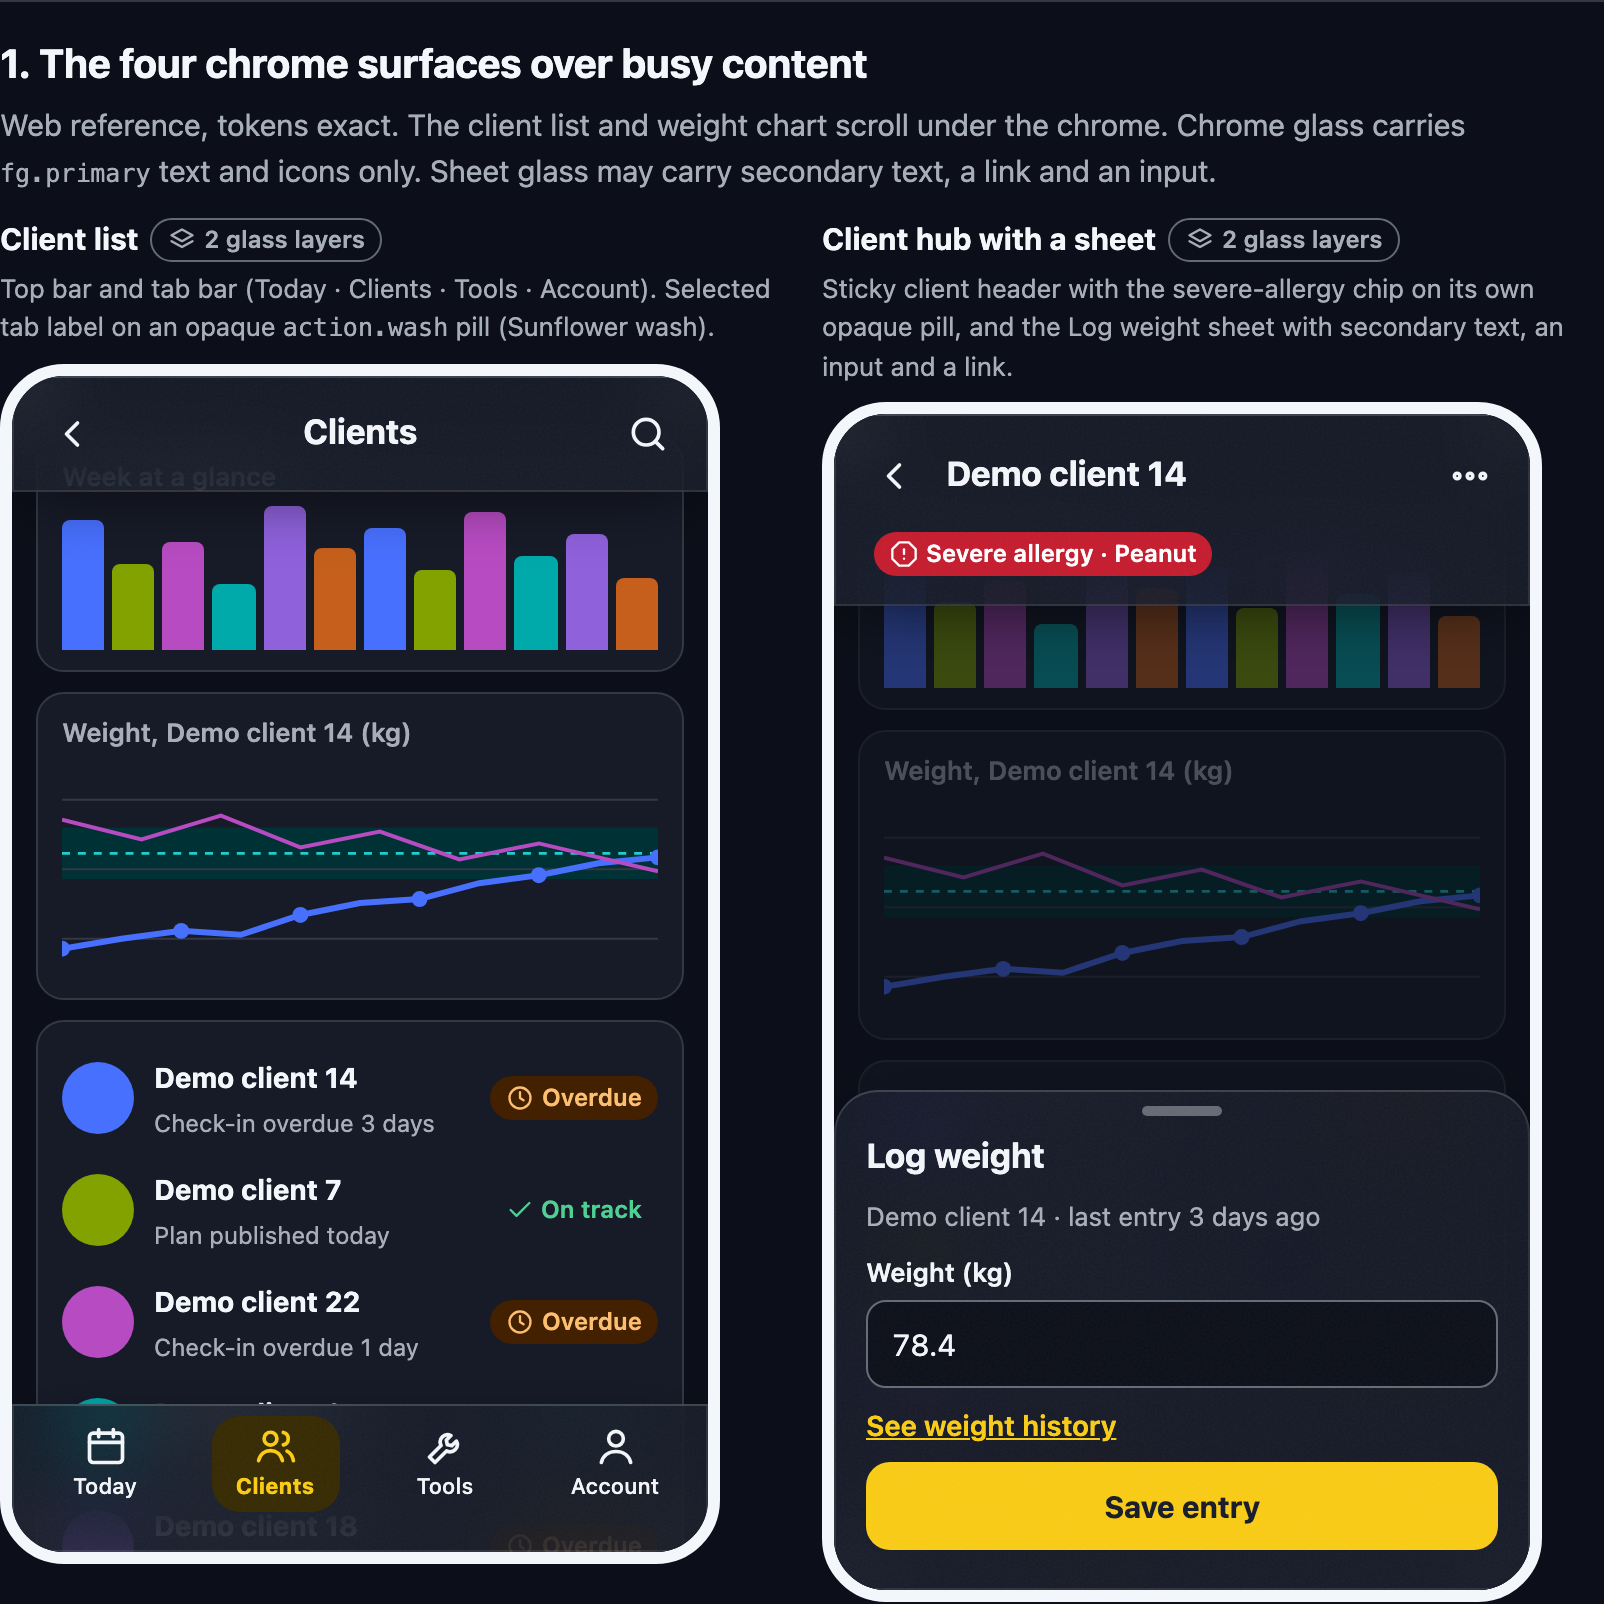 1. The four chrome surfaces over busy content
Web reference, tokens exact. The client list and weight chart scroll under the chrome. Chrome glass carries
fg.primary text and icons only. Sheet glass may carry secondary text, a link and an input.
Client list
2 glass layers
Top bar and tab bar (Today · Clients · Tools · Account). Selected
tab label on an opaque action.wash pill (Sunflower wash).
Clients
Week at a glance
Weight, Demo client 14 (kg)
Demo client 14
Check-in overdue 3 days
Overdue
Demo client 7
Plan published today
On track
Demo client 22
Check-in overdue 1 day
Overdue
Today
Clients
Tools
Account
Demo client 18
Overdue
Client hub with a sheet
2 glass layers
Sticky client header with the severe-allergy chip on its own
opaque pill, and the Log weight sheet with secondary text, an
input and a link.
Demo client 14
Severe allergy · Peanut
Weight, Demo client 14 (kg)
Log weight
Demo client 14 · last entry 3 days ago
Weight (kg)
78.4
See weight history
Save entry